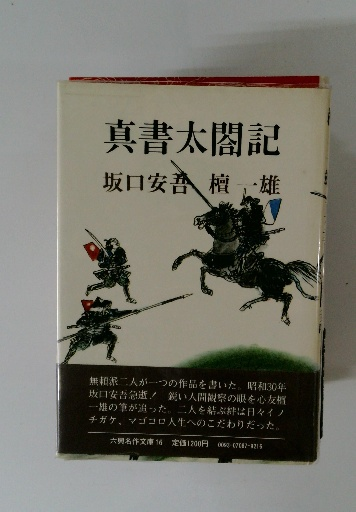 真書太閤記
坂口安吾 檀一雄
無頼派二人が一つの作品を書いた。昭和30年
坂口安吾急逝！ 鋭い人間観察の眼を心友檀
一雄の筆が追った。二人を結ぶ絆は日々イノ
チガケ、マゴコロ人生へのこだわりだった。
六興名作文庫16 定価1200円 0093-07087-9215